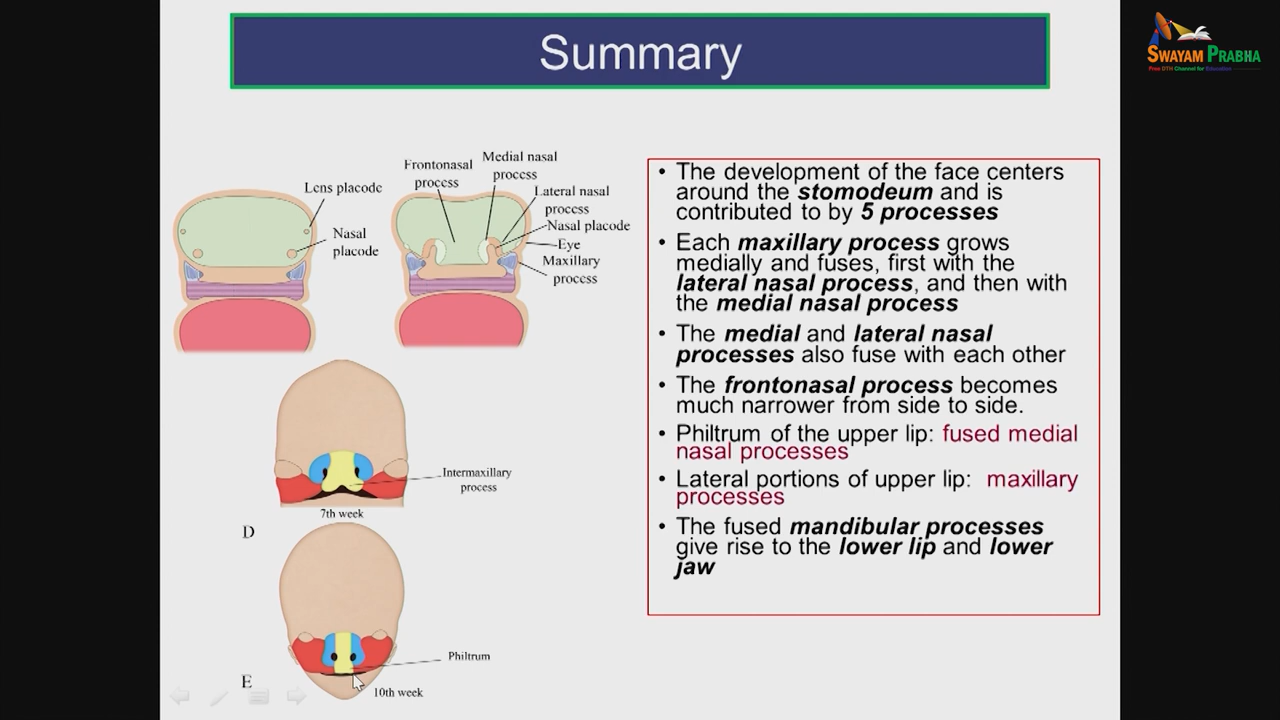 Summary
SWAYAM PRABHA
Free DTH Channel for Education
Lens placode
Nasal
placode
Frontonasal
process
Medial nasal
process
Lateral nasal
process
Nasal placode
Eye
Maxillary
process
Intermaxillary
process
7th week
D
Philtrum
E
10th week
• The development of the face centers
around the stomodeum and is
contributed to by 5 processes
• Each maxillary process grows
medially and fuses, first with the
lateral nasal process, and then with
the medial nasal process
• The medial and lateral nasal
processes also fuse with each other
• The frontonasal process becomes
much narrower from side to side.
• Philtrum of the upper lip: fused medial
nasal processes
• Lateral portions of upper lip: maxillary
processes
• The fused mandibular processes
give rise to the lower lip and lower
jaw